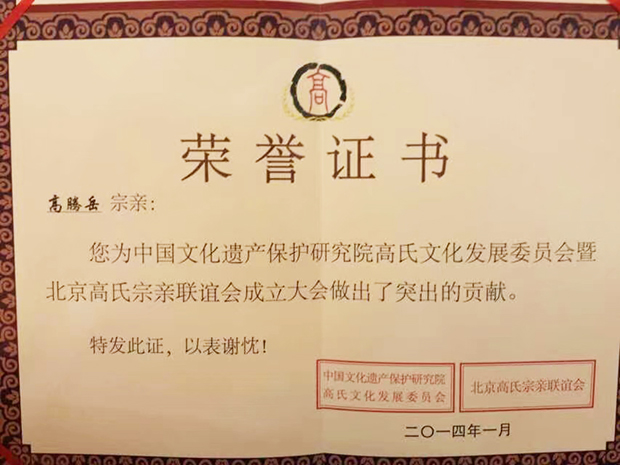 高
荣誉证书
高勝岳 宗亲：
您为中国文化遗产保护研究院高氏文化发展委员会暨
北京高氏宗亲联谊会成立大会做出了突出的贡献。
特发此证，以表谢忱！
中国文化遗产保护研究院
高氏文化发展委员会
北京高氏宗亲联谊会
二〇一四年一月